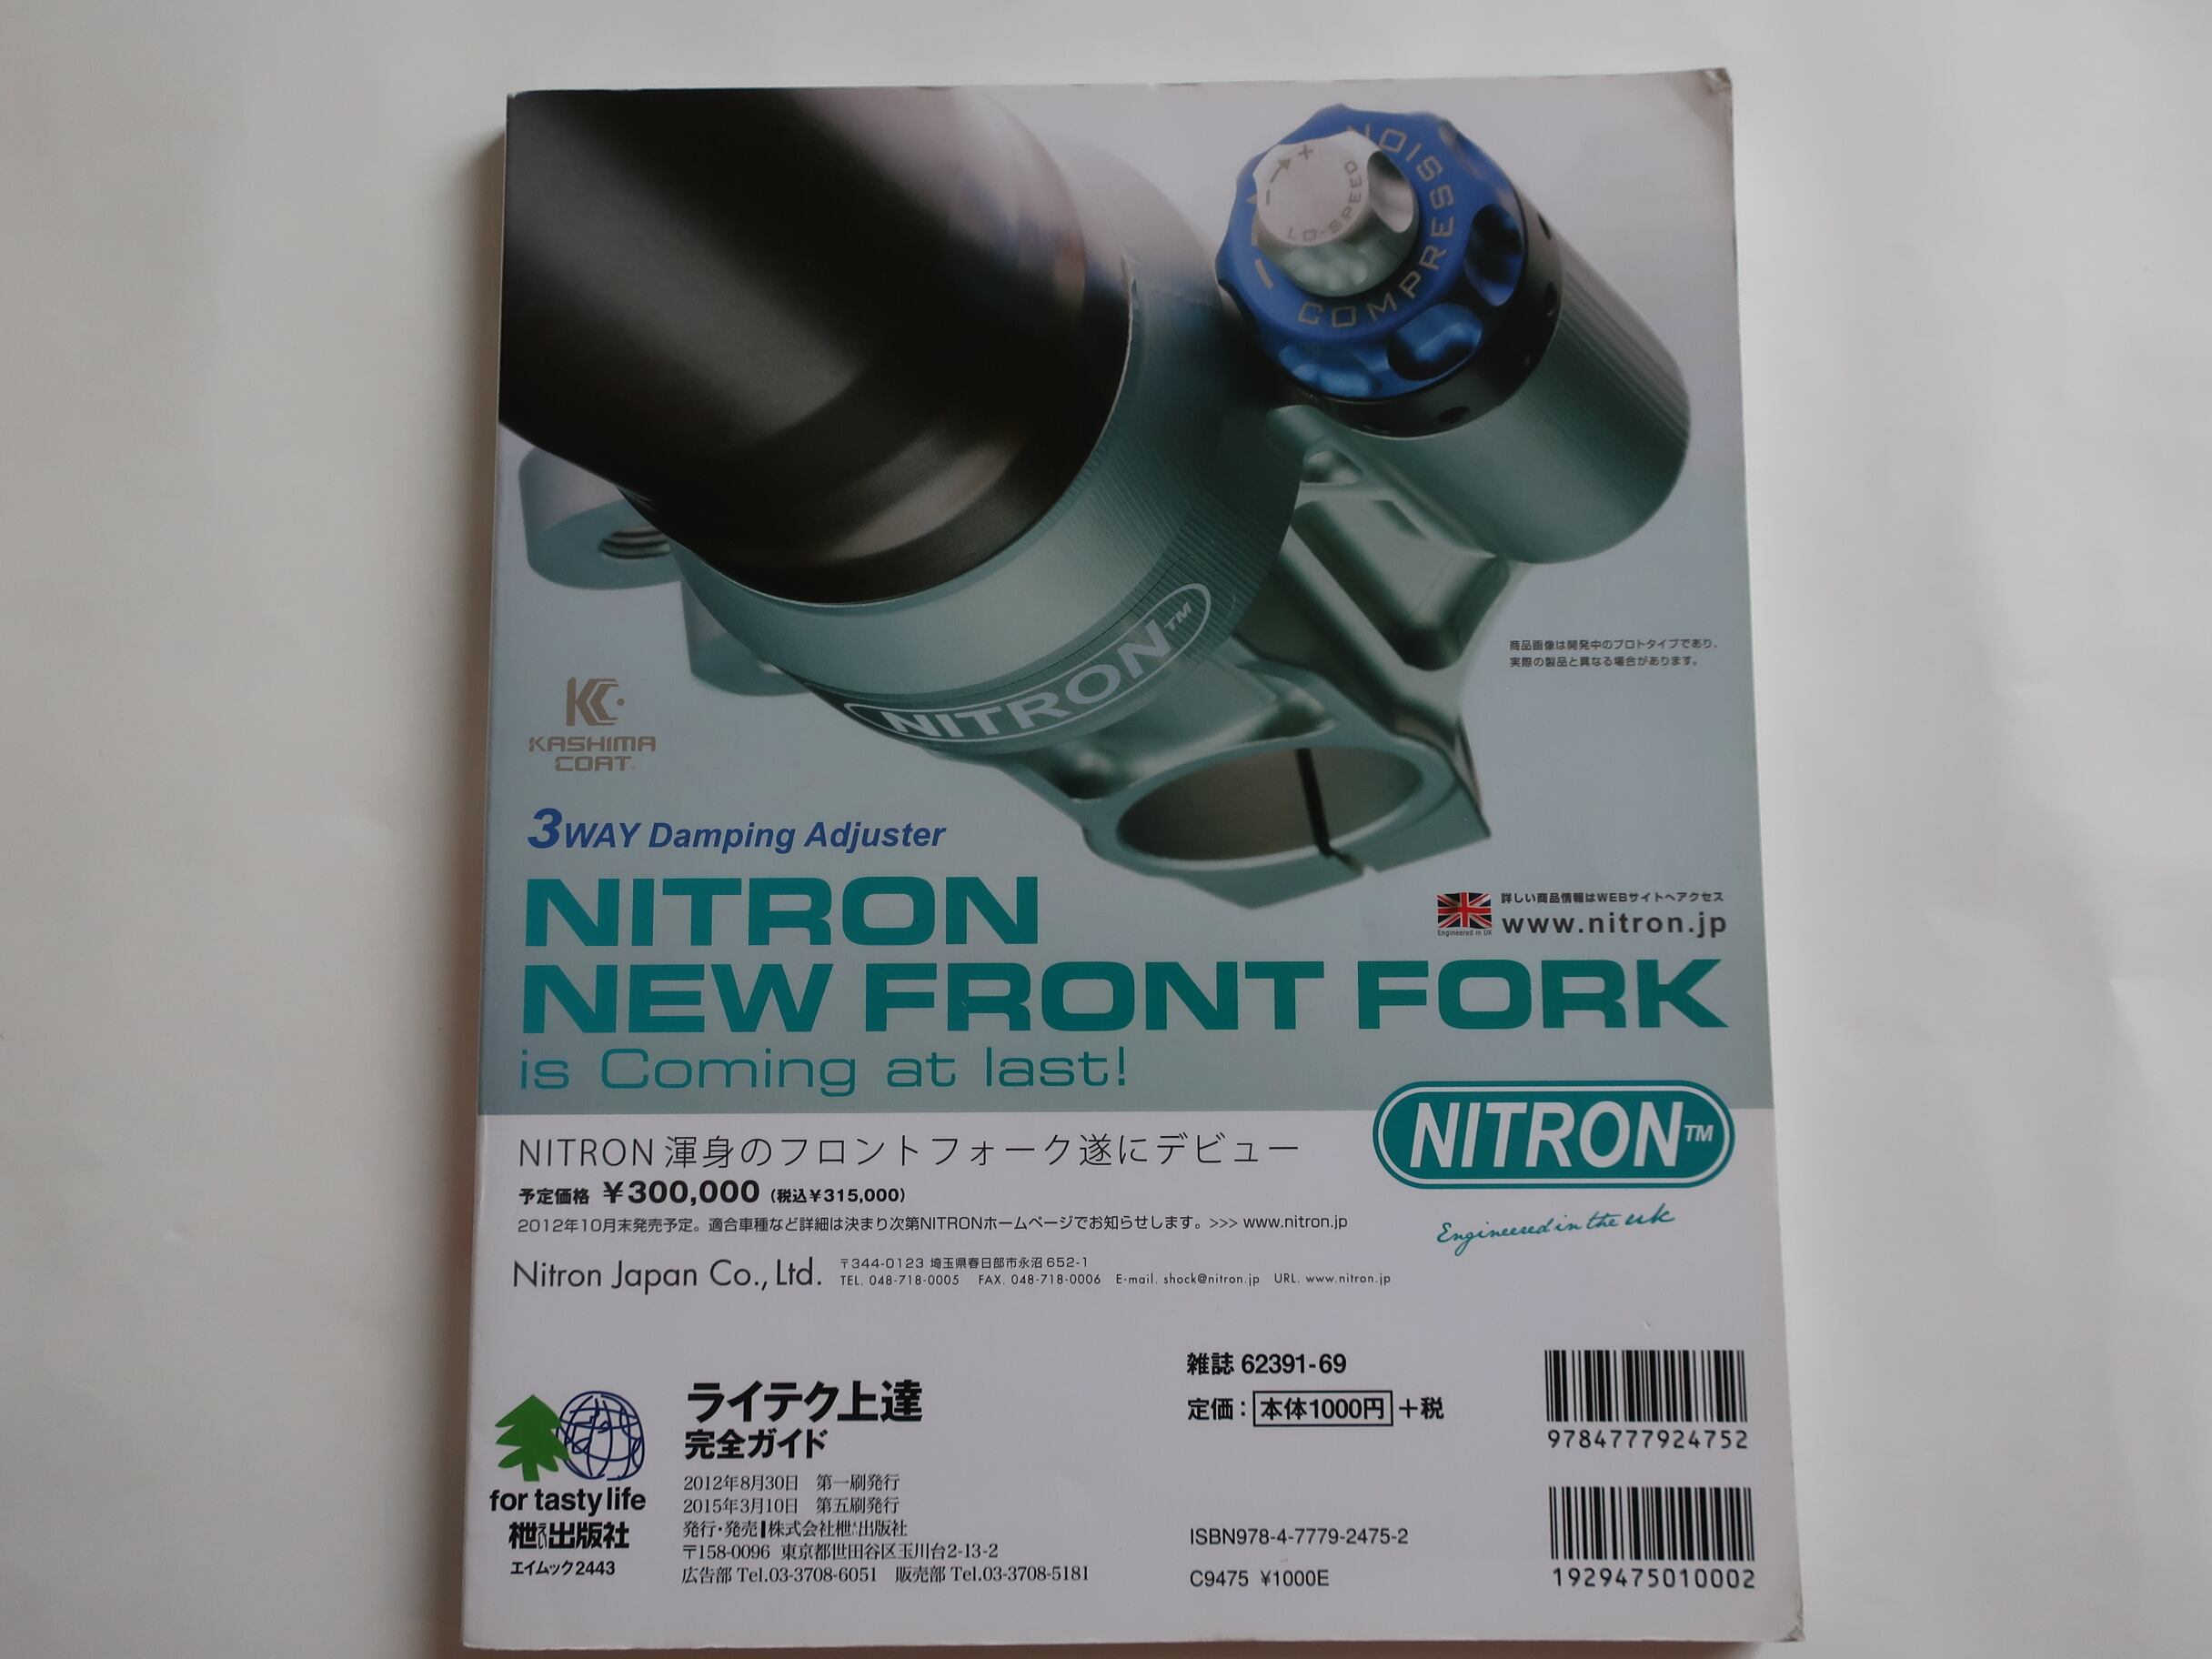 COMPRESSION
LO-SPEED
- +
NITRON™
商品画像は開発中のプロトタイプであり、
実際の製品と異なる場合があります。
KASHIMA
COAT
3WAY Damping Adjuster
NITRON
NEW FRONT FORK
is Coming at last!
詳しい商品情報はWEBサイトへアクセス
www.nitron.jp
Engineered in UK
NITRON™
Engineered in the uk
NITRON 渾身のフロントフォーク遂にデビュー
予定価格 ¥300,000 (税込¥315,000)
2012年10月末発売予定。適合車種など詳細は決まり次第NITRONホームページでお知らせします。>>> www.nitron.jp
Nitron Japan Co., Ltd.
〒344-0123 埼玉県春日部市永沼 652-1
TEL. 048-718-0005 FAX. 048-718-0006 E-mail. shock@nitron.jp URL. www.nitron.jp
for tasty life
枻えい出版社
エイムック2443
ライテク上達
完全ガイド
2012年8月30日 第一刷発行
2015年3月10日 第五刷発行
発行・発売┃株式会社枻えい出版社
〒158-0096 東京都世田谷区玉川台2-13-2
広告部 Tel.03-3708-6051 販売部 Tel.03-3708-5181
雑誌 62391-69
定価：本体1000円+税
ISBN978-4-7779-2475-2
C9475 ¥1000E
9784777924752
1929475010002